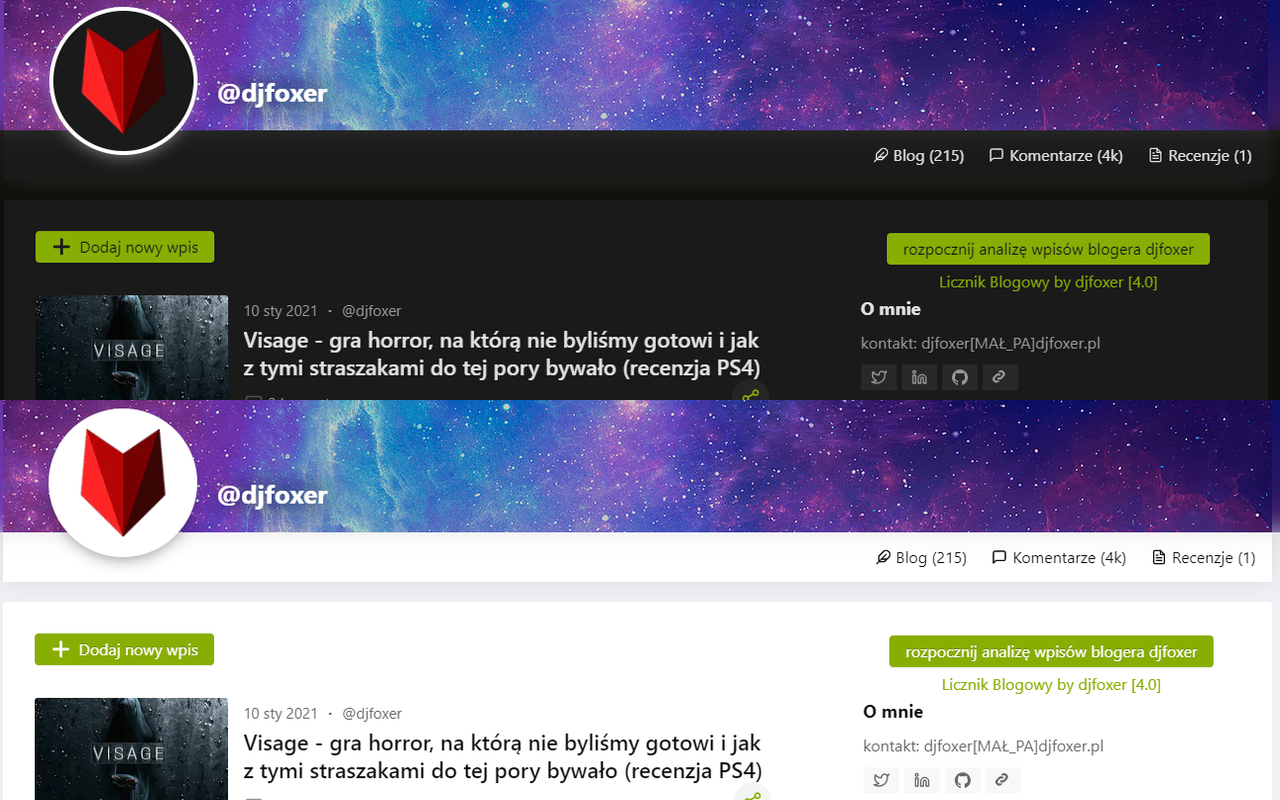 @djfoxer
Blog (215) Komentarze (4k) Recenzje (1)
Dodaj nowy wpis
rozpocznij analizę wpisów blogera djfoxer
Licznik Blogowy by djfoxer [4.0]
VISAGE
10 sty 2021 · @djfoxer
Visage - gra horror, na którą nie byliśmy gotowi i jak
z tymi straszakami do tej pory bywało (recenzja PS4)
O mnie
kontakt: djfoxer[MAŁ_PA]djfoxer.pl
@djfoxer
Blog (215) Komentarze (4k) Recenzje (1)
Dodaj nowy wpis
rozpocznij analizę wpisów blogera djfoxer
Licznik Blogowy by djfoxer [4.0]
VISAGE
10 sty 2021 · @djfoxer
Visage - gra horror, na którą nie byliśmy gotowi i jak
z tymi straszakami do tej pory bywało (recenzja PS4)
O mnie
kontakt: djfoxer[MAŁ_PA]djfoxer.pl